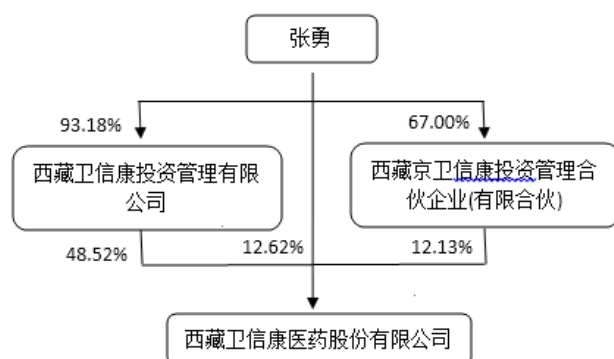 张勇
93.18%
67.00%
西藏卫信康投资管理有限
公司
西藏京卫信康投资管理合
伙企业(有限合伙)
48.52%
12.62%
12.13%
西藏卫信康医药股份有限公司